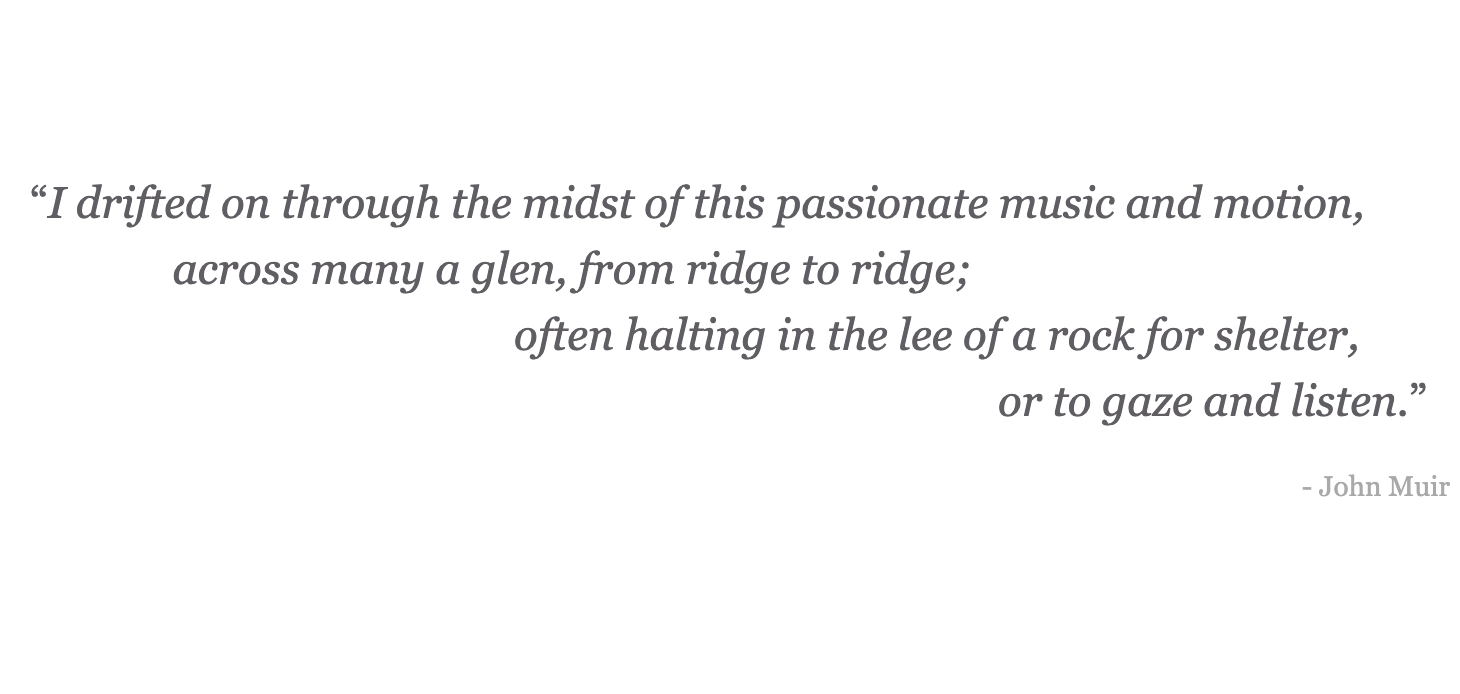 “I drifted on through the midst of this passionate music and motion,
across many a glen, from ridge to ridge;
often halting in the lee of a rock for shelter,
or to gaze and listen.”
- John Muir